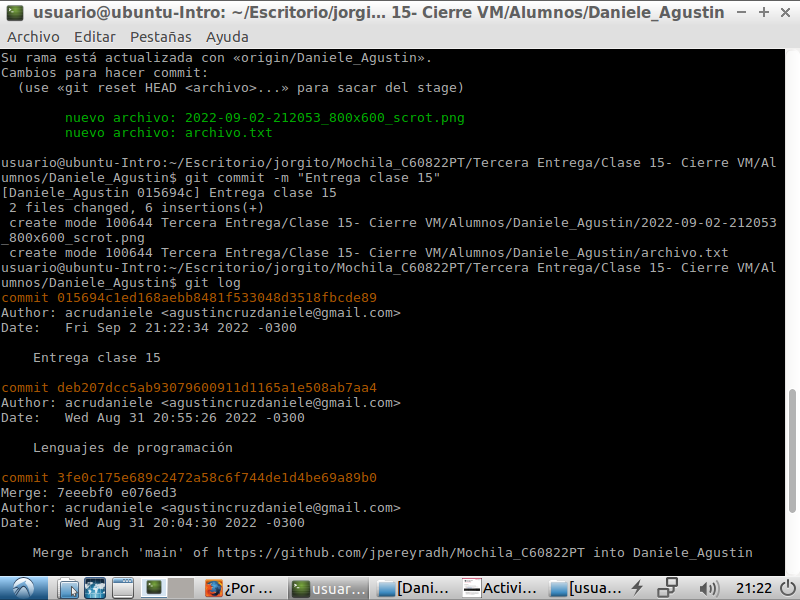 usuario@ubuntu-Intro: ~/Escritorio/jorgi... 15- Cierre VM/Alumnos/Daniele_Agustin
Archivo Editar Pestañas Ayuda
Su rama está actualizada con «origin/Daniele_Agustin».
Cambios para hacer commit:
  (use «git reset HEAD <archivo>...» para sacar del stage)
        nuevo archivo: 2022-09-02-212053_800x600_scrot.png
        nuevo archivo: archivo.txt
usuario@ubuntu-Intro:~/Escritorio/jorgito/Mochila_C60822PT/Tercera Entrega/Clase 15- Cierre VM/Al
umnos/Daniele_Agustin$ git commit -m "Entrega clase 15"
[Daniele_Agustin 015694c] Entrega clase 15
 2 files changed, 6 insertions(+)
 create mode 100644 Tercera Entrega/Clase 15- Cierre VM/Alumnos/Daniele_Agustin/2022-09-02-212053
_800x600_scrot.png
 create mode 100644 Tercera Entrega/Clase 15- Cierre VM/Alumnos/Daniele_Agustin/archivo.txt
usuario@ubuntu-Intro:~/Escritorio/jorgito/Mochila_C60822PT/Tercera Entrega/Clase 15- Cierre VM/Al
umnos/Daniele_Agustin$ git log
commit 015694c1ed168aebb8481f533048d3518fbcde89
Author: acrudaniele <agustincruzdaniele@gmail.com>
Date:   Fri Sep 2 21:22:34 2022 -0300
    Entrega clase 15
commit deb207dcc5ab93079600911d1165a1e508ab7aa4
Author: acrudaniele <agustincruzdaniele@gmail.com>
Date:   Wed Aug 31 20:55:26 2022 -0300
    Lenguajes de programación
commit 3fe0c175e689c2472a58c6f744de1d4be69a89b0
Merge: 7eeebf0 e076ed3
Author: acrudaniele <agustincruzdaniele@gmail.com>
Date:   Wed Aug 31 20:04:30 2022 -0300
    Merge branch 'main' of https://github.com/jpereyradh/Mochila_C60822PT into Daniele_Agustin
¿Por ... usuar... [Dani... Activi... [usua... 21:22